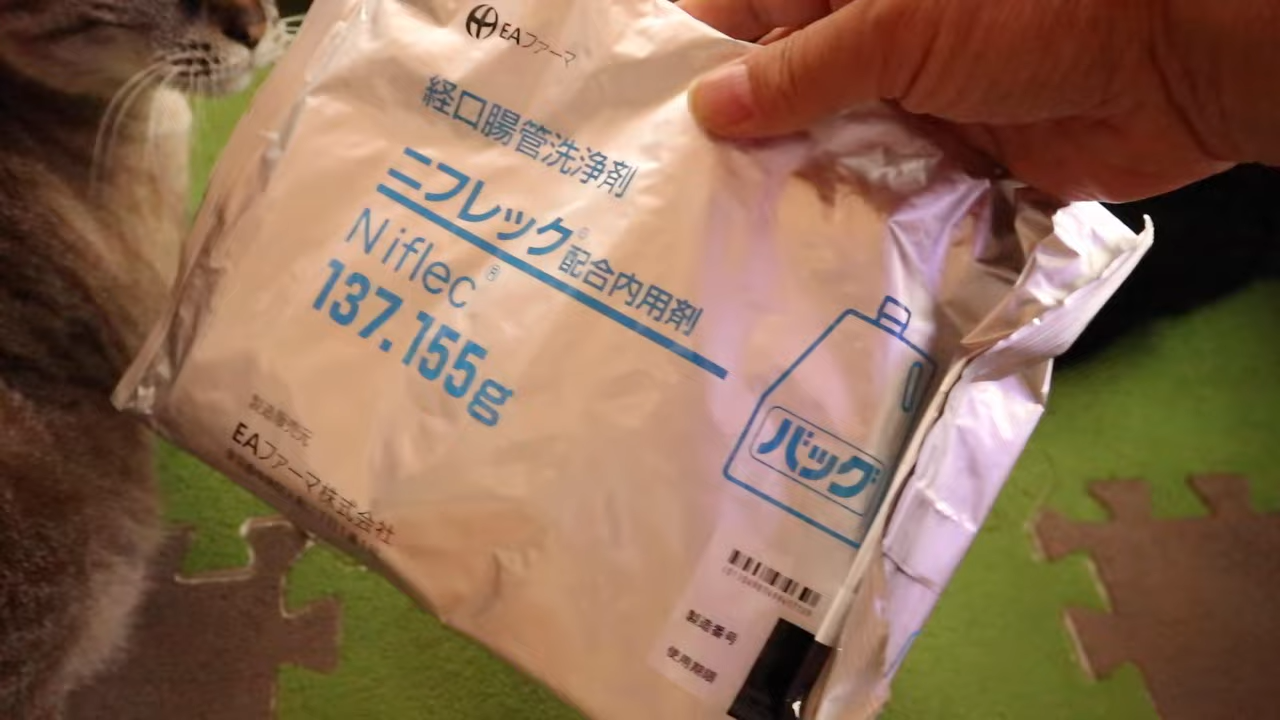 EAファーマ
経口腸管洗浄剤
ニフレック®配合内用剤
Niflec®
137.155g
バッグ
製造販売元
EAファーマ株式会社
製造番号
使用期限